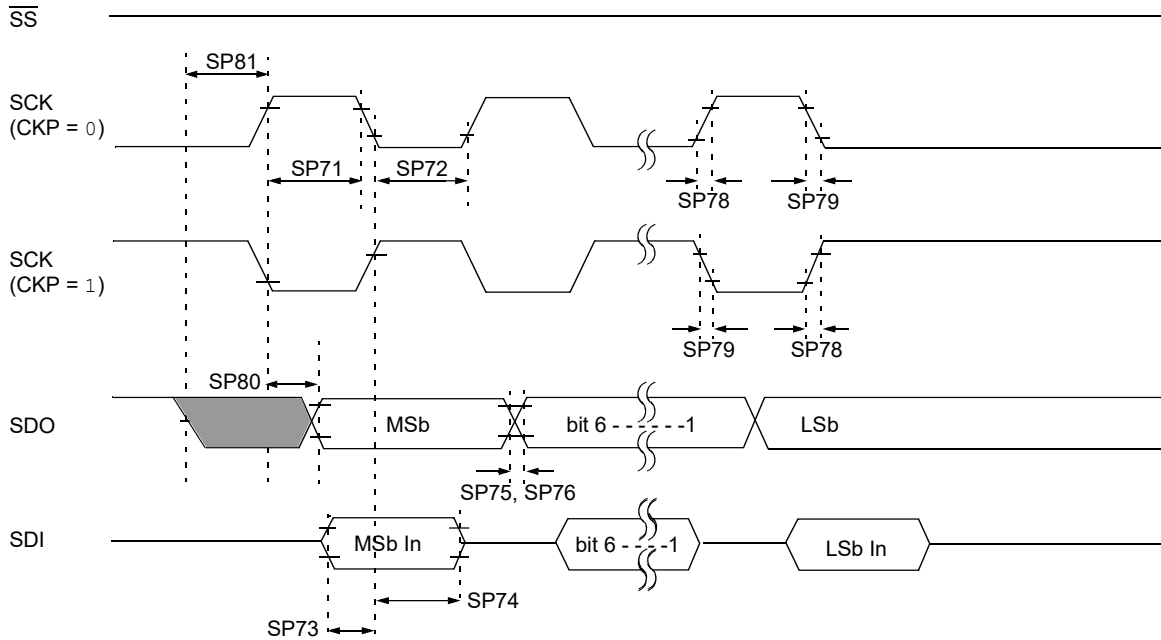 SS
SP81
SCK
(CKP = 0)
SP71
SP72
SP78
SP79
SCK
(CKP = 1)
SP79
SP78
SP80
SDO
MSb
bit 6 - - - - - -1
LSb
SP75, SP76
SDI
MSb In
bit 6 - - - - -1
LSb In
SP74
SP73